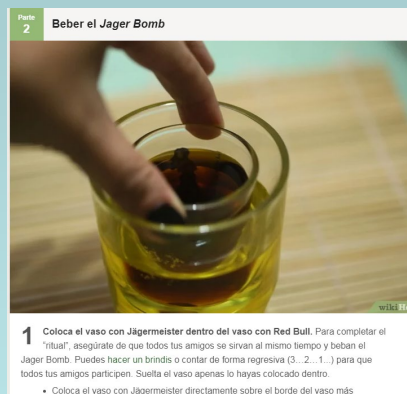 Parte
2
Beber el Jager Bomb
wikiH
1 Coloca el vaso con Jägermeister dentro del vaso con Red Bull. Para completar el
"ritual", asegúrate de que todos tus amigos se sirvan al mismo tiempo y beban el
Jager Bomb. Puedes hacer un brindis o contar de forma regresiva (3...2...1...) para que
todos tus amigos participen. Suelta el vaso apenas lo hayas colocado dentro.
• Coloca el vaso con Jägermeister directamente sobre el borde del vaso más